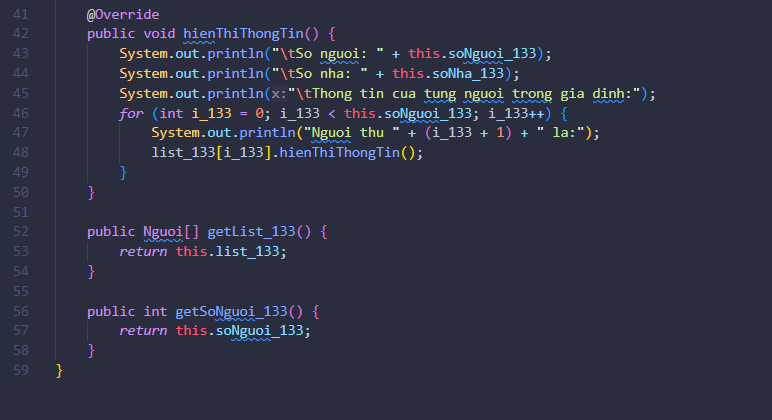 41 @Override
42 public void hienThiThongTin() {
43 System.out.println("\tSo nguoi: " + this.soNguoi_133);
44 System.out.println("\tSo nha: " + this.soNha_133);
45 System.out.println(x:"\tThong tin cua tung nguoi trong gia dinh:");
46 for (int i_133 = 0; i_133 < this.soNguoi_133; i_133++) {
47 System.out.println("Nguoi thu " + (i_133 + 1) + " la:");
48 list_133[i_133].hienThiThongTin();
49 }
50 }
51
52 public Nguoi[] getList_133() {
53 return this.list_133;
54 }
55
56 public int getSoNguoi_133() {
57 return this.soNguoi_133;
58 }
59 }